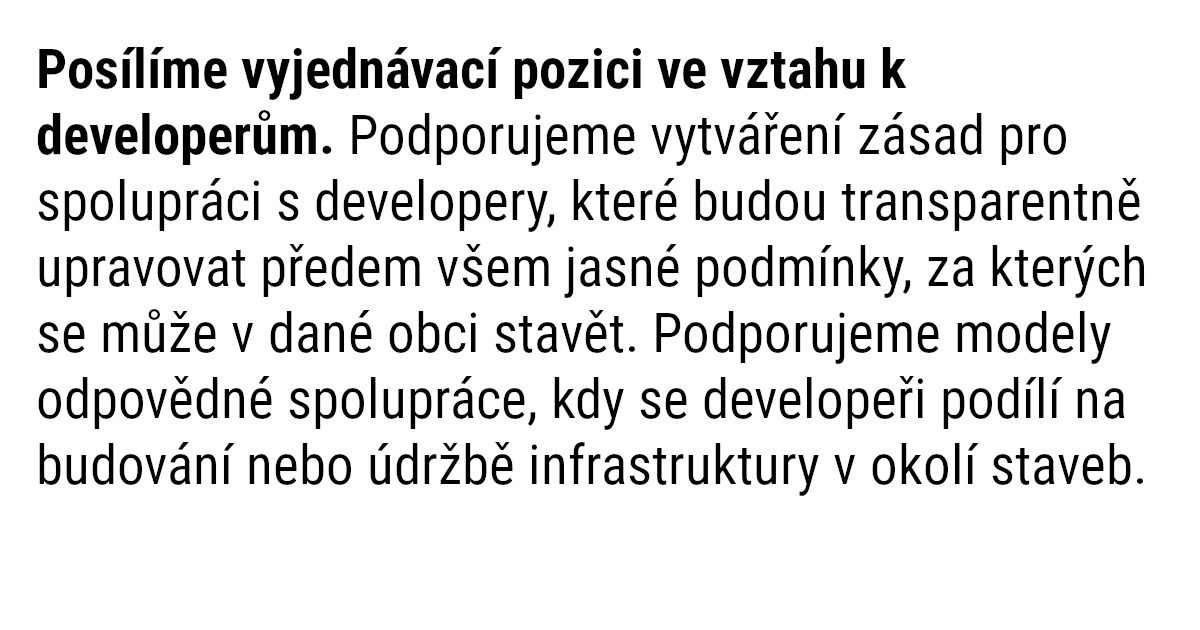 Posílíme vyjednávací pozici ve vztahu k
developerům. Podporujeme vytváření zásad pro
spolupráci s developery, které budou transparentně
upravovat předem všem jasné podmínky, za kterých
se může v dané obci stavět. Podporujeme modely
odpovědné spolupráce, kdy se developeři podílí na
budování nebo údržbě infrastruktury v okolí staveb.